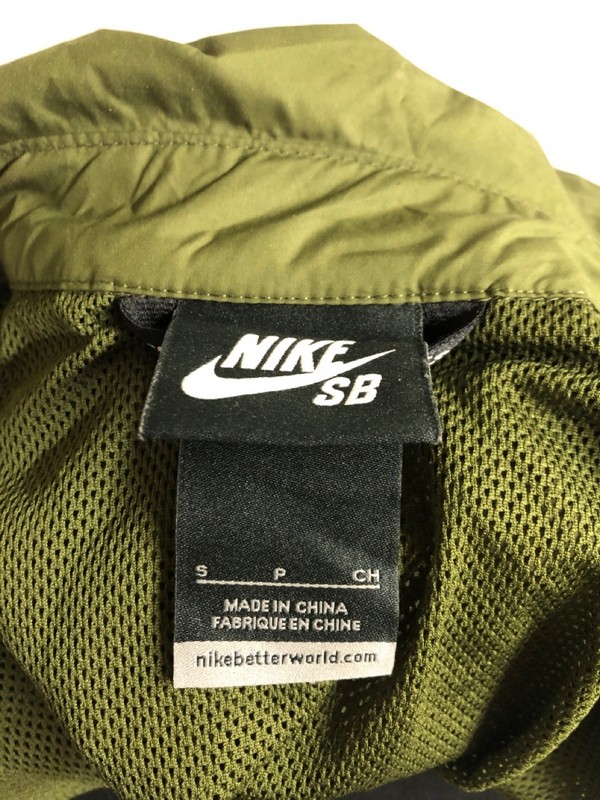 NIKE
SB
S P CH
MADE IN CHINA
FABRIQUE EN CHINE
nikebetterworld.com